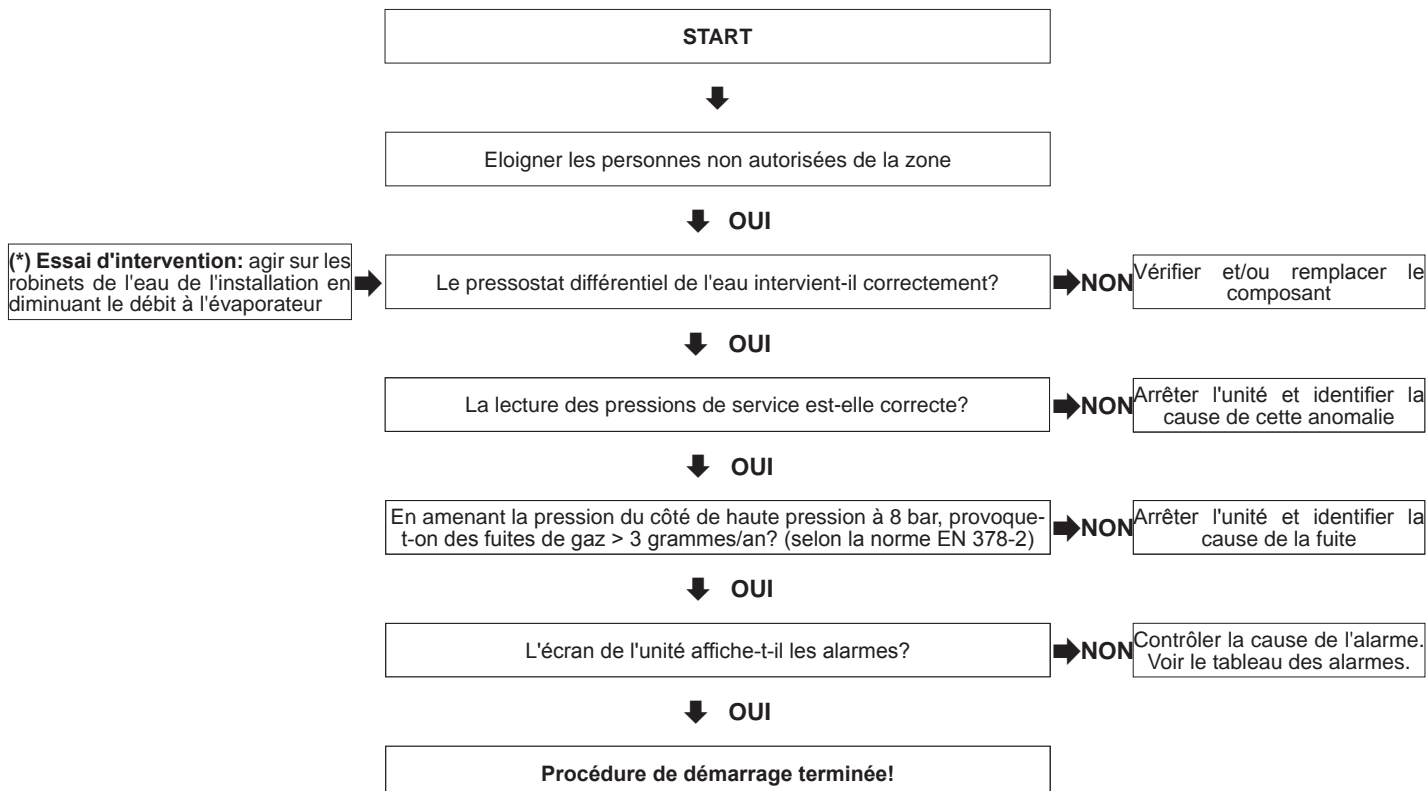 START
Eloigner les personnes non autorisées de la zone
OUI
(*) Essai d'intervention: agir sur les
robinets de l'eau de l'installation en
diminuant le débit à l'évaporateur
Le pressostat différentiel de l'eau intervient-il correctement?
NON
Vérifier et/ou remplacer le
composant
OUI
La lecture des pressions de service est-elle correcte?
NON
Arrêter l'unité et identifier la
cause de cette anomalie
OUI
En amenant la pression du côté de haute pression à 8 bar, provoque-
t-on des fuites de gaz > 3 grammes/an? (selon la norme EN 378-2)
NON
Arrêter l'unité et identifier la
cause de la fuite
OUI
L'écran de l'unité affiche-t-il les alarmes?
NON
Contrôler la cause de l'alarme.
Voir le tableau des alarmes.
OUI
Procédure de démarrage terminée!